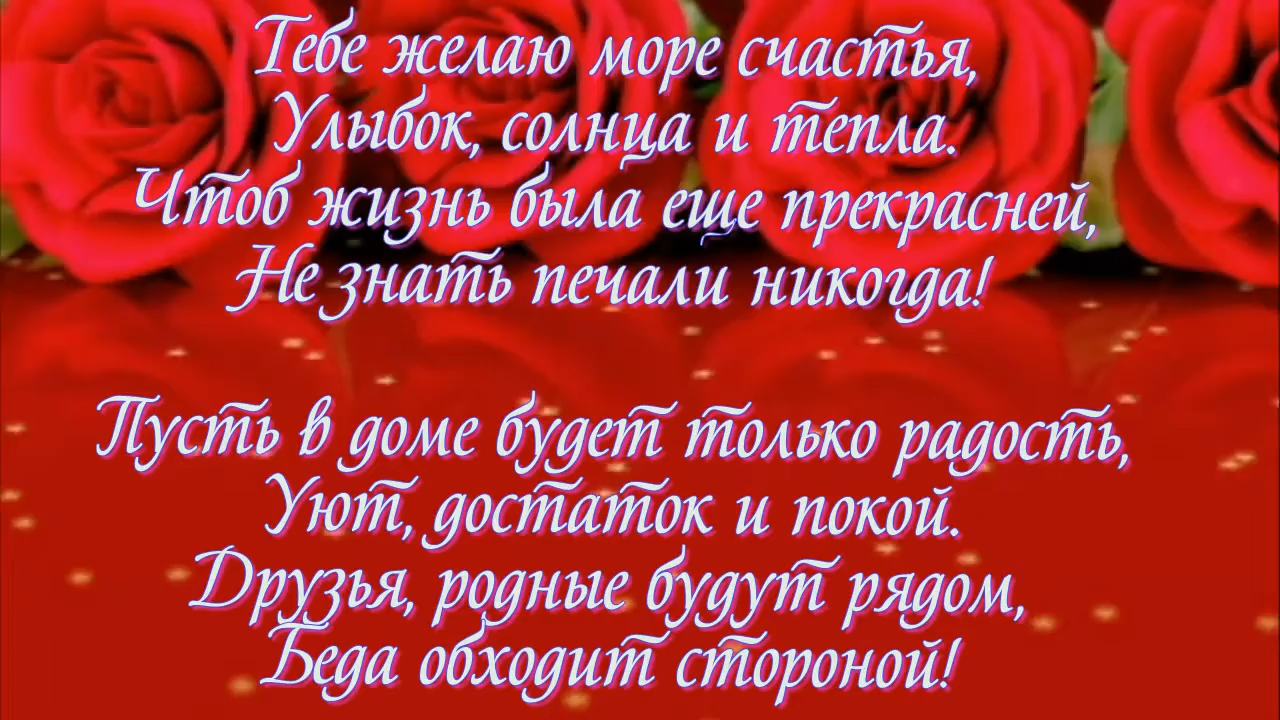 Тебе желаю море счастья,
Улыбок, солнца и тепла.
Чтоб жизнь была еще прекрасней,
Не знать печали никогда!
Пусть в доме будет только радость,
Уют, достаток и покой.
Друзья, родные будут рядом,
Беда обходит стороной!